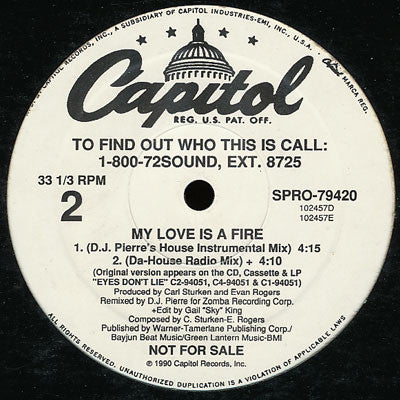 CAPITOL RECORDS, INC., A SUBSIDIARY OF CAPITOL INDUSTRIES-EMI, INC., U.S.A.
Capitol
MARCA REG.
Capitol
REG. U.S. PAT. OFF.
TO FIND OUT WHO THIS IS CALL:
1-800-72SOUND, EXT. 8725
33 1/3 RPM
2
SPRO-79420
102457D
102457E
MY LOVE IS A FIRE
1. (D.J. Pierre's House Instrumental Mix) 4:15
2. (Da-House Radio Mix) + 4:10
(Original version appears on the CD, Cassette & LP
"EYES DON'T LIE" C2-94051, C4-94051 & C1-94051)
Produced by Carl Sturken and Evan Rogers
Remixed by D.J. Pierre for Zomba Recording Corp.
+Edit by Gail "Sky" King
Composed by C. Sturken-E. Rogers
Published by Warner-Tamerlane Publishing Corp./
Bayjun Beat Music/Green Lantern Music-BMI
NOT FOR SALE
℗ 1990 Capitol Records, Inc.
UNAUTHORIZED DUPLICATION IS A VIOLATION OF APPLICABLE LAWS